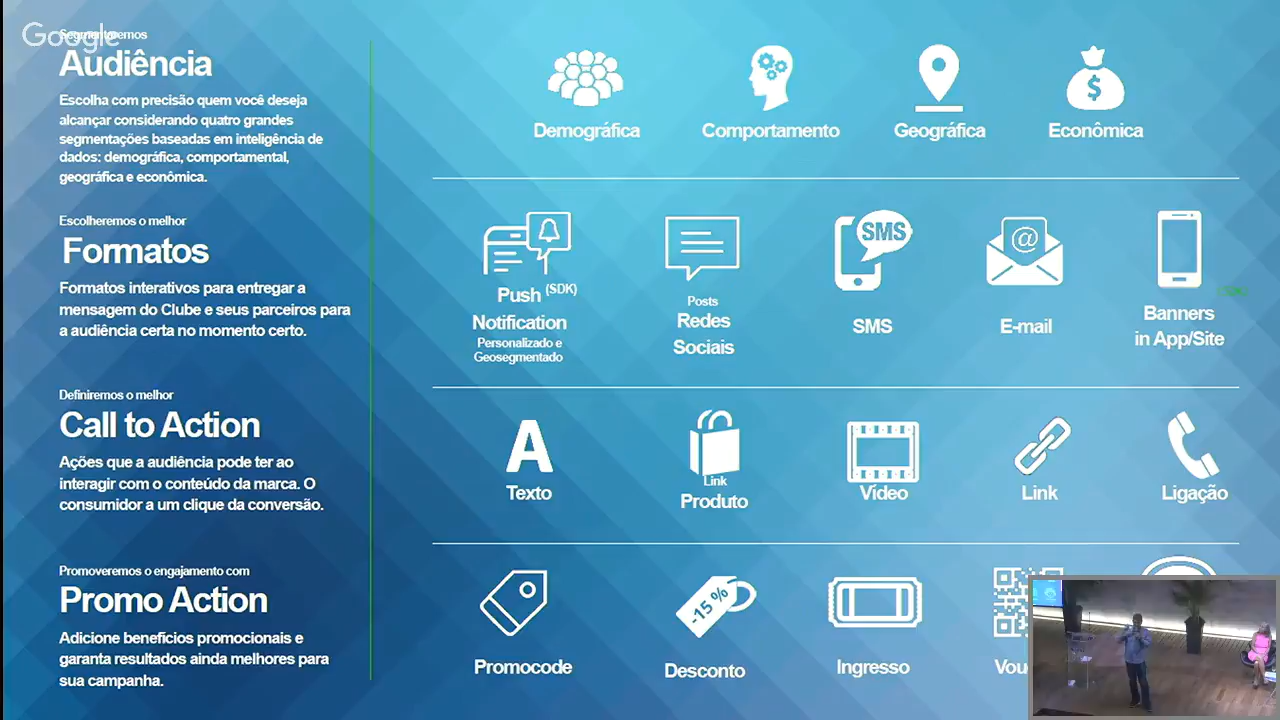 Google
Segmentaremos
Audiência
Escolha com precisão quem você deseja
alcançar considerando quatro grandes
segmentações baseadas em inteligência de
dados: demográfica, comportamental,
geográfica e econômica.
Demográfica
Comportamento
Geográfica
Econômica
$
Escolheremos o melhor
Formatos
Formatos interativos para entregar a
mensagem do Clube e seus parceiros para
a audiência certa no momento certo.
Push (SDK)
Notification
Personalizado e
Geosegmentado
Posts
Redes
Sociais
SMS
SMS
@
E-mail
Banners
in App/Site
Definiremos o melhor
Call to Action
Ações que a audiência pode ter ao
interagir com o conteúdo da marca. O
consumidor a um clique da conversão.
A
Texto
Link
Produto
Vídeo
Link
Ligação
Promoveremos o engajamento com
Promo Action
Adicione benefícios promocionais e
garanta resultados ainda melhores para
sua campanha.
Promocode
-15 %
Desconto
Ingresso